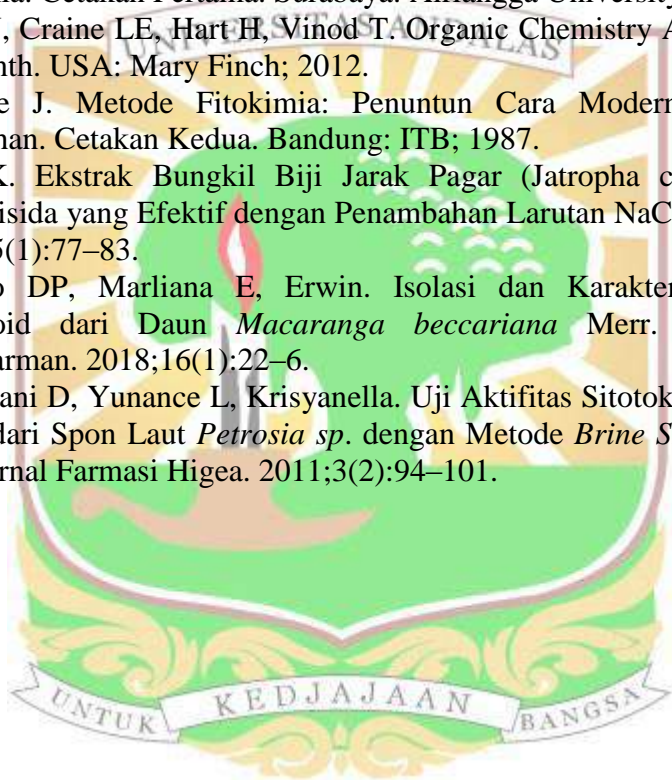 Cetakan Pertama. Surabaya: Airlangga University
Craine LE, Hart H, Vinod T. Organic Chemistry A
nth. USA: Mary Finch; 2012.
e J. Metode Fitokimia: Penuntun Cara Modern
nan. Cetakan Kedua. Bandung: ITB; 1987.
K. Ekstrak Bungkil Biji Jarak Pagar (Jatropha c
isida yang Efektif dengan Penambahan Larutan NaC
5(1):77–83.
o DP, Marliana E, Erwin. Isolasi dan Karakter
oid dari Daun Macaranga beccariana Merr.
arman. 2018;16(1):22–6.
ani D, Yunance L, Krisyanella. Uji Aktifitas Sitotok
dari Spon Laut Petrosia sp. dengan Metode Brine S
rnal Farmasi Higea. 2011;3(2):94–101.
UNIVERSITAS ANDALAS
UNTUK KEDJAJAAN BANGSA